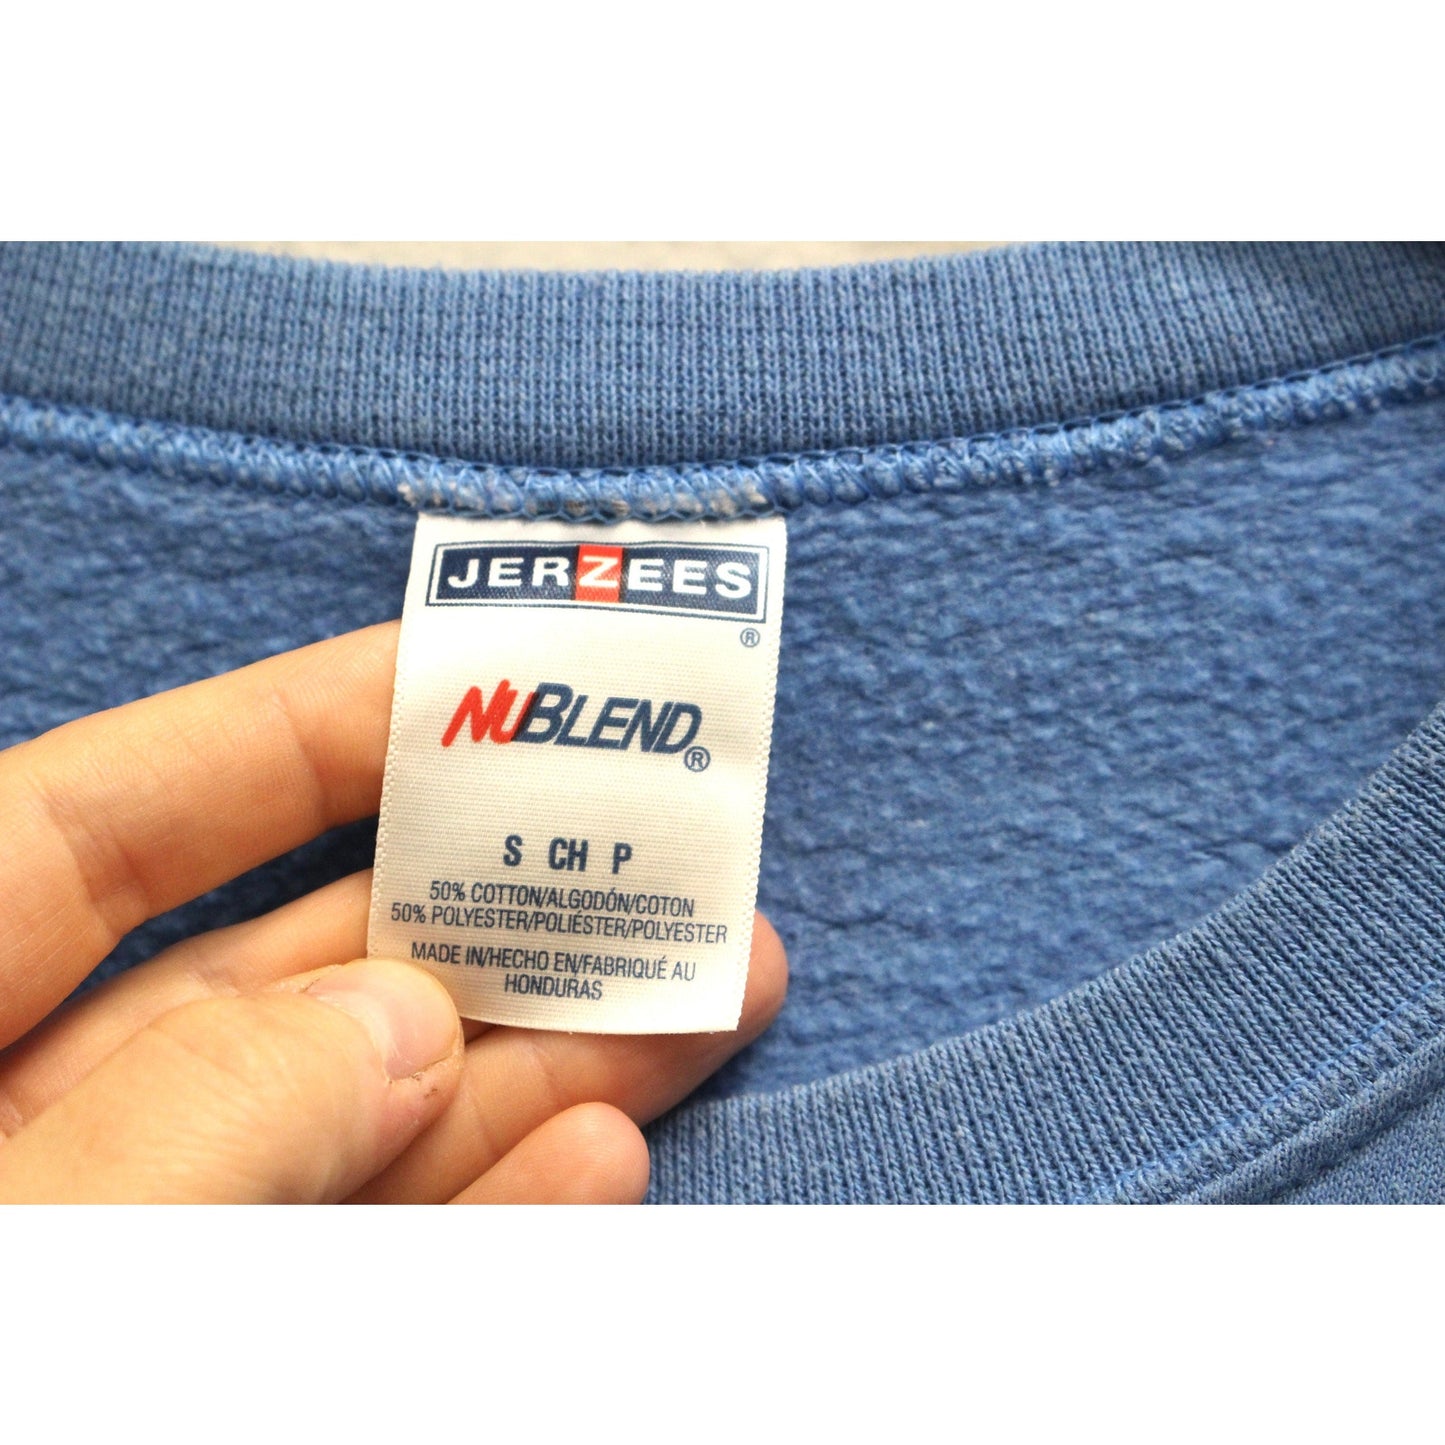 JERZEES
®
NUBLEND®
S CH P
50% COTTON/ALGODÓN/COTON
50% POLYESTER/POLIÉSTER/POLYESTER
MADE IN/HECHO EN/FABRIQUÉ AU
HONDURAS